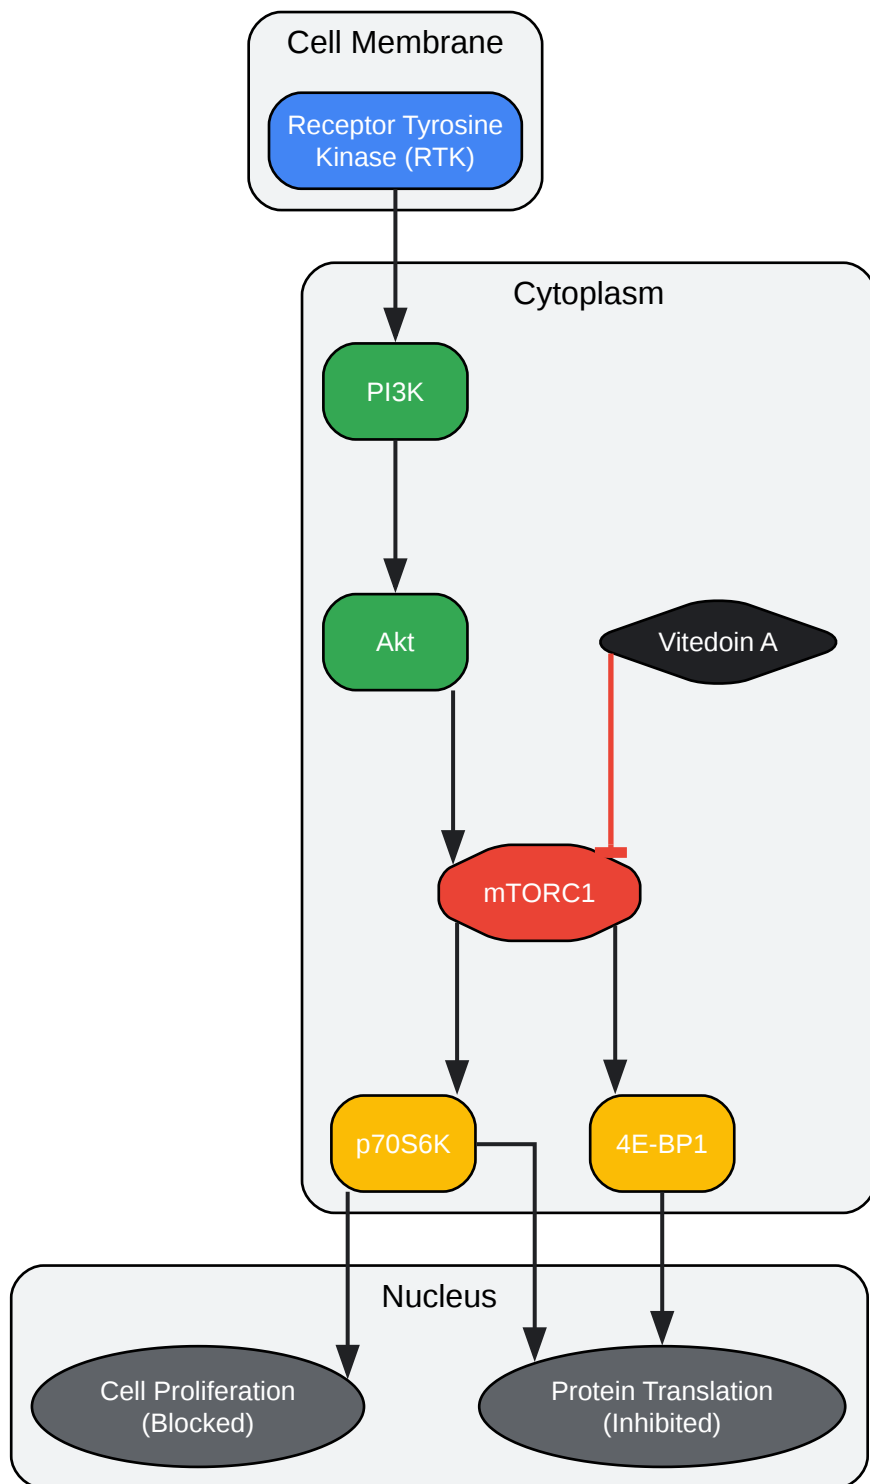 Cell Membrane
Receptor Tyrosine
Kinase (RTK)
Cytoplasm
PI3K
Akt
Vitedoin A
mTORC1
p70S6K
4E-BP1
Nucleus
Cell Proliferation
(Blocked)
Protein Translation
(Inhibited)